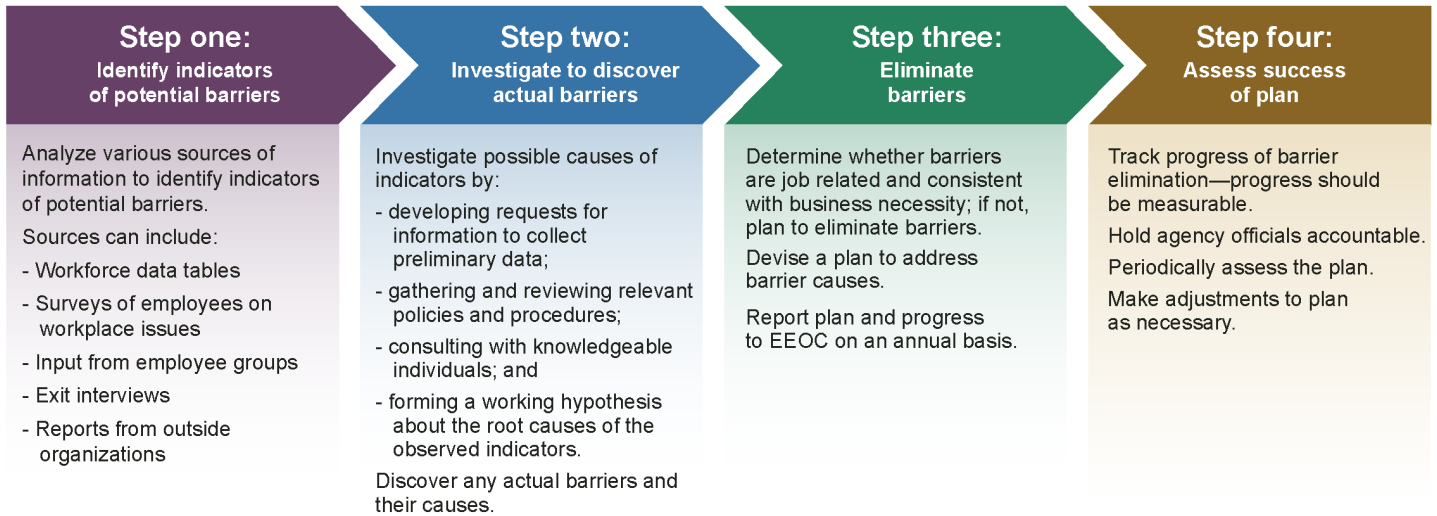 Step one:
Identify indicators
of potential barriers
Analyze various sources of
information to identify indicators
of potential barriers.
Sources can include:
- Workforce data tables
- Surveys of employees on
workplace issues
- Input from employee groups
- Exit interviews
- Reports from outside
organizations
Step two:
Investigate to discover
actual barriers
Investigate possible causes of
indicators by:
- developing requests for
information to collect
preliminary data;
- gathering and reviewing relevant
policies and procedures;
- consulting with knowledgeable
individuals; and
- forming a working hypothesis
about the root causes of the
observed indicators.
Discover any actual barriers and
their causes.
Step three:
Eliminate
barriers
Determine whether barriers
are job related and consistent
with business necessity; if not,
plan to eliminate barriers.
Devise a plan to address
barrier causes.
Report plan and progress
to EEOC on an annual basis.
Step four:
Assess success
of plan
Track progress of barrier
elimination—progress should
be measurable.
Hold agency officials accountable.
Periodically assess the plan.
Make adjustments to plan
as necessary.